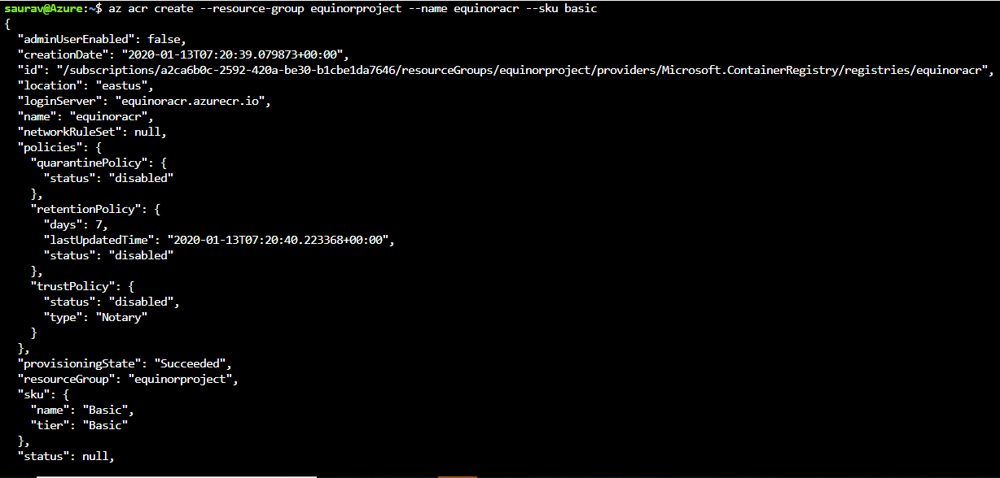 saurav@Azure:~$ az acr create --resource-group equinorproject --name equinoracr --sku basic
{
  "adminUserEnabled": false,
  "creationDate": "2020-01-13T07:20:39.079873+00:00",
  "id": "/subscriptions/a2ca6b0c-2592-420a-be30-b1cbe1da7646/resourceGroups/equinorproject/providers/Microsoft.ContainerRegistry/registries/equinoracr",
  "location": "eastus",
  "loginServer": "equinoracr.azurecr.io",
  "name": "equinoracr",
  "networkRuleSet": null,
  "policies": {
    "quarantinePolicy": {
      "status": "disabled"
    },
    "retentionPolicy": {
      "days": 7,
      "lastUpdatedTime": "2020-01-13T07:20:40.223368+00:00",
      "status": "disabled"
    },
    "trustPolicy": {
      "status": "disabled",
      "type": "Notary"
    }
  },
  "provisioningState": "Succeeded",
  "resourceGroup": "equinorproject",
  "sku": {
    "name": "Basic",
    "tier": "Basic"
  },
  "status": null,